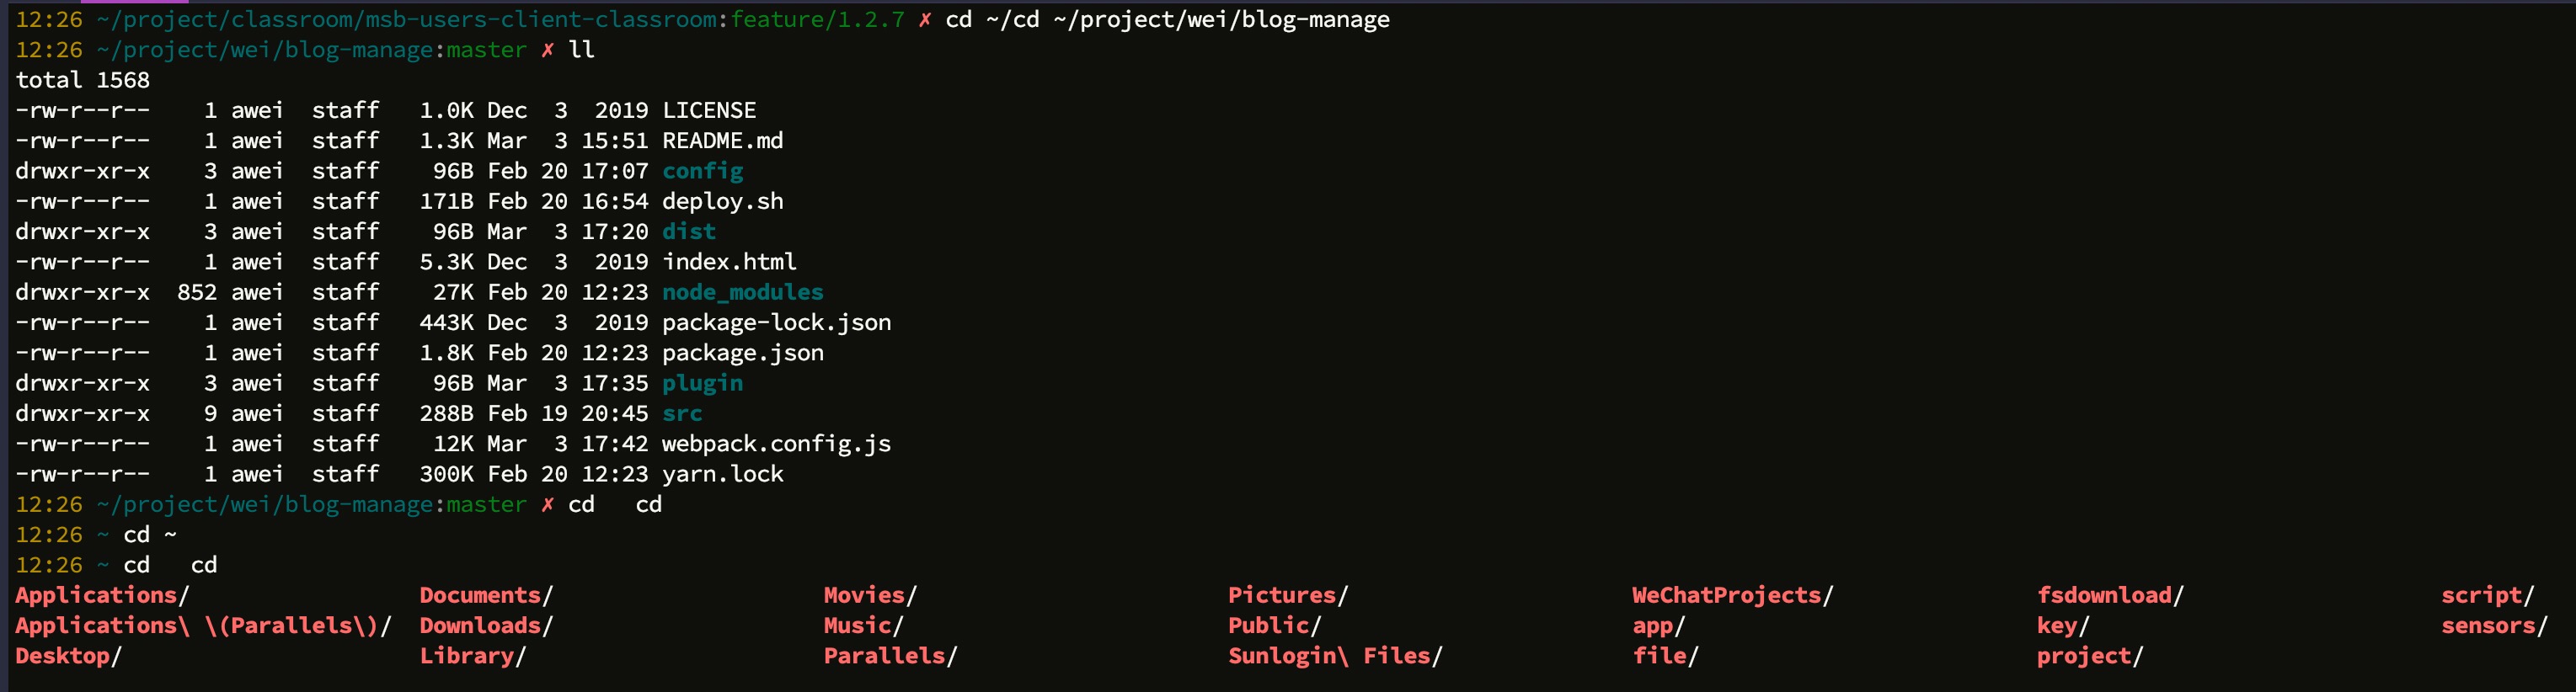 12:26 ~/project/classroom/msb-users-client-classroom:feature/1.2.7 ✗ cd ~/cd ~/project/wei/blog-manage
12:26 ~/project/wei/blog-manage:master ✗ ll
total 1568
-rw-r--r--    1 awei  staff   1.0K Dec  3  2019 LICENSE
-rw-r--r--    1 awei  staff   1.3K Mar  3 15:51 README.md
drwxr-xr-x    3 awei  staff    96B Feb 20 17:07 config
-rw-r--r--    1 awei  staff   171B Feb 20 16:54 deploy.sh
drwxr-xr-x    3 awei  staff    96B Mar  3 17:20 dist
-rw-r--r--    1 awei  staff   5.3K Dec  3  2019 index.html
drwxr-xr-x  852 awei  staff    27K Feb 20 12:23 node_modules
-rw-r--r--    1 awei  staff   443K Dec  3  2019 package-lock.json
-rw-r--r--    1 awei  staff   1.8K Feb 20 12:23 package.json
drwxr-xr-x    3 awei  staff    96B Mar  3 17:35 plugin
drwxr-xr-x    9 awei  staff   288B Feb 19 20:45 src
-rw-r--r--    1 awei  staff    12K Mar  3 17:42 webpack.config.js
-rw-r--r--    1 awei  staff   300K Feb 20 12:23 yarn.lock
12:26 ~/project/wei/blog-manage:master ✗ cd   cd
12:26 ~ cd ~
12:26 ~ cd   cd
Applications/ Documents/ Movies/ Pictures/ WeChatProjects/ fsdownload/ script/
Applications\ \(Parallels\)/ Downloads/ Music/ Public/ app/ key/ sensors/
Desktop/ Library/ Parallels/ Sunlogin\ Files/ file/ project/